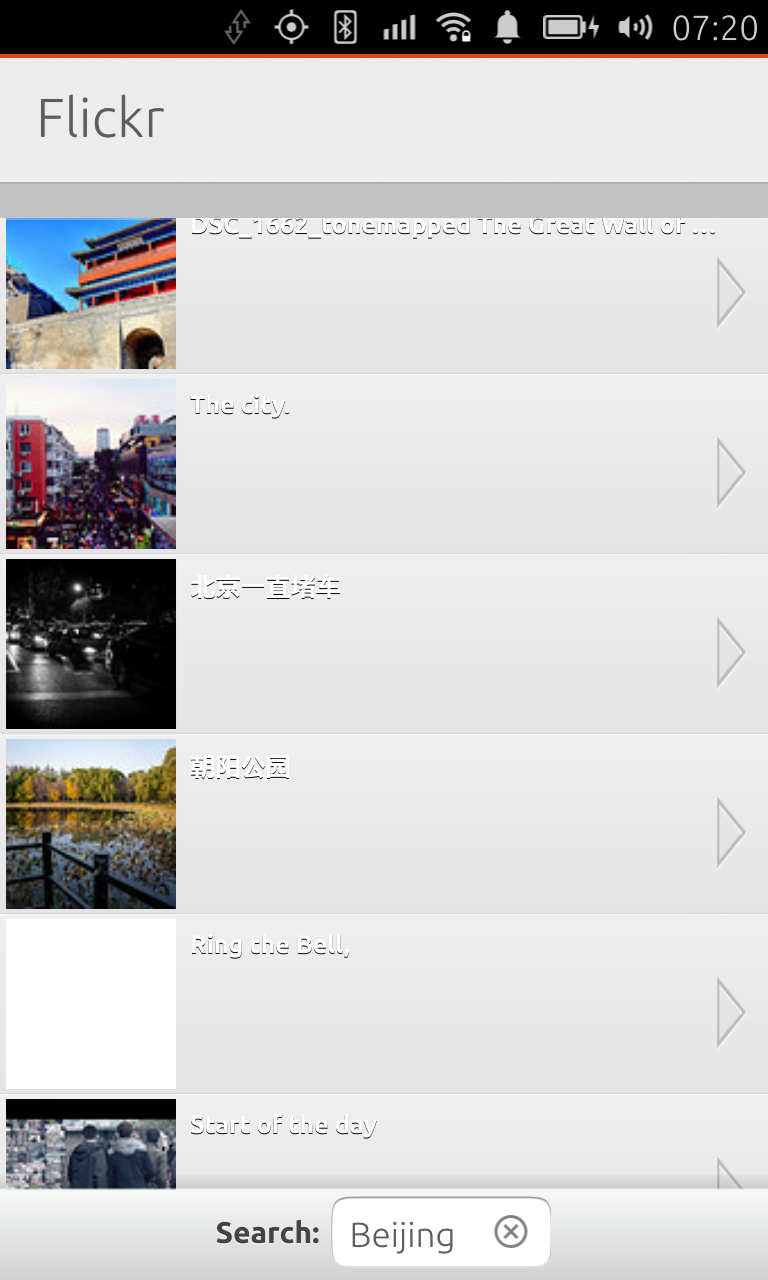 07:20
Flickr
DSC_1662_tonemapped The Great Wall of ...
The city.
北京一直堵车
朝阳公园
Ring the Bell,
Start of the day
Search: Beijing